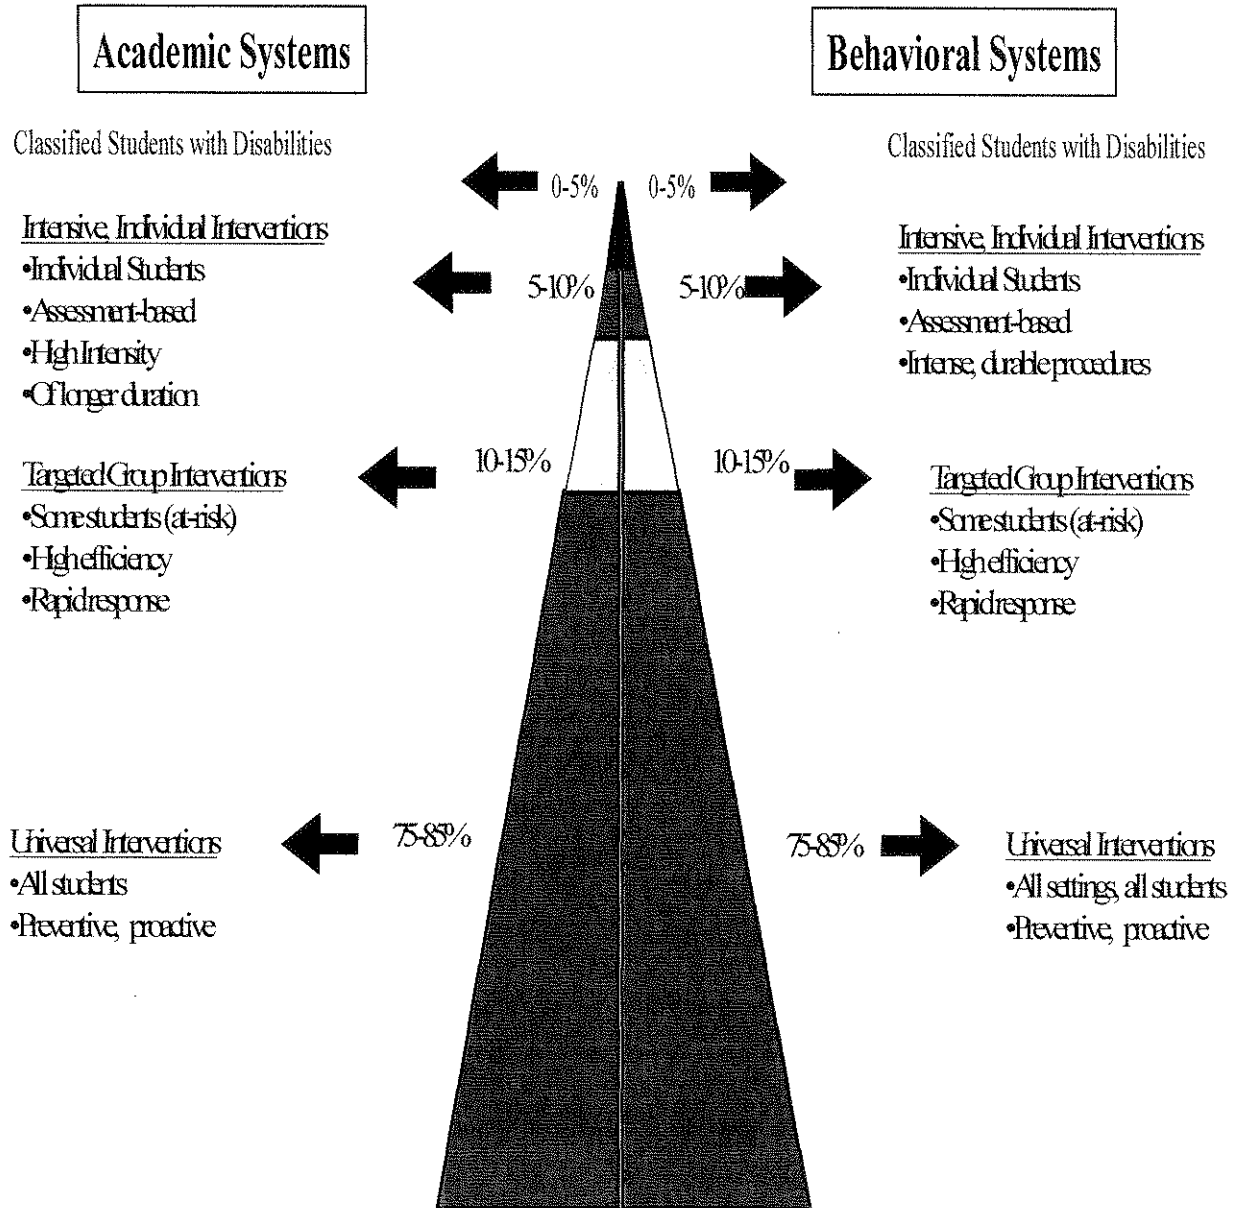 Academic Systems
Behavioral Systems
Classified Students with Disabilities
Classified Students with Disabilities
0-5%
0-5%
Intensive, Individual Interventions
•Individual Students
•Assessment-based
•High Intensity
•Of longer duration
5-10%
5-10%
Intensive, Individual Interventions
•Individual Students
•Assessment-based
•Intense, durable procedures
Targeted Group Interventions
•Some students (at-risk)
•High efficiency
•Rapid response
10-15%
10-15%
Targeted Group Interventions
•Some students (at-risk)
•High efficiency
•Rapid response
Universal Interventions
•All students
•Preventive, proactive
75-85%
75-85%
Universal Interventions
•All settings, all students
•Preventive, proactive